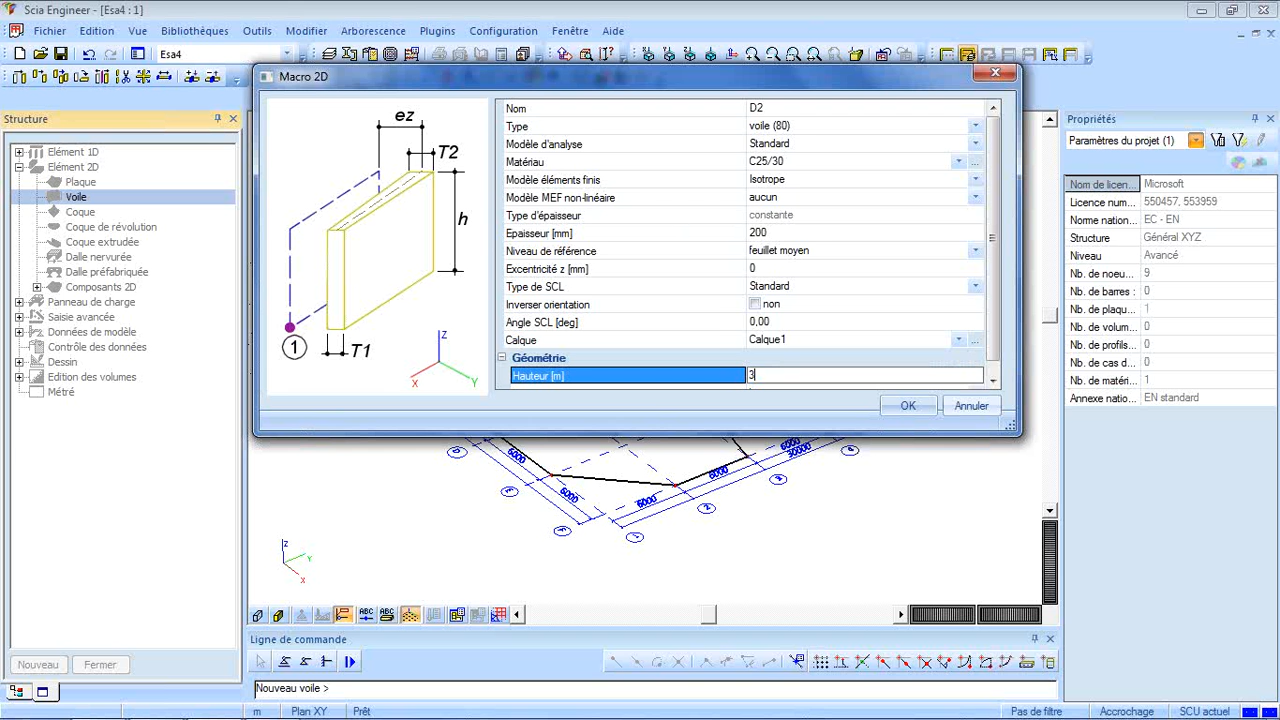 Scia Engineer - [Esa4 : 1]
Fichier Edition Vue Bibliothèques Outils Modifier Arborescence Plugins Configuration Fenêtre Aide
Esa4
Structure
Elément 1D
Elément 2D
Plaque
Voile
Coque
Coque de révolution
Coque extrudée
Dalle nervurée
Dalle préfabriquée
Composants 2D
Panneau de charge
Saisie avancée
Données de modèle
Contrôle des données
Dessin
Edition des volumes
Métré
Nouveau Fermer
Macro 2D
ez
T2
h
T1
1
Z
X
Y
Nom D2
Type voile (80)
Modèle d'analyse Standard
Matériau C25/30
Modèle éléments finis Isotrope
Modèle MEF non-linéaire aucun
Type d'épaisseur constante
Epaisseur [mm] 200
Niveau de référence feuillet moyen
Excentricité z [mm] 0
Type de SCL Standard
Inverser orientation non
Angle SCL [deg] 0,00
Calque Calque1
Géométrie
Hauteur [m] 3
OK Annuler
6000
6000
30000
6000
6000
6000
Z
Y
X
ABC ABC
Propriétés
Paramètres du projet (1)
Nom de licen... Microsoft
Licence num... 550457, 553959
Nome nation... EC - EN
Structure Général XYZ
Niveau Avancé
Nb. de noeu... 9
Nb. de barres : 0
Nb. de plaqu... 1
Nb. de volum... 0
Nb. de profils... 0
Nb. de cas d... 0
Nb. de matéri... 1
Annexe natio... EN standard
Ligne de commande
Nouveau voile >
m Plan XY Prêt Pas de filtre Accrochage SCU actuel